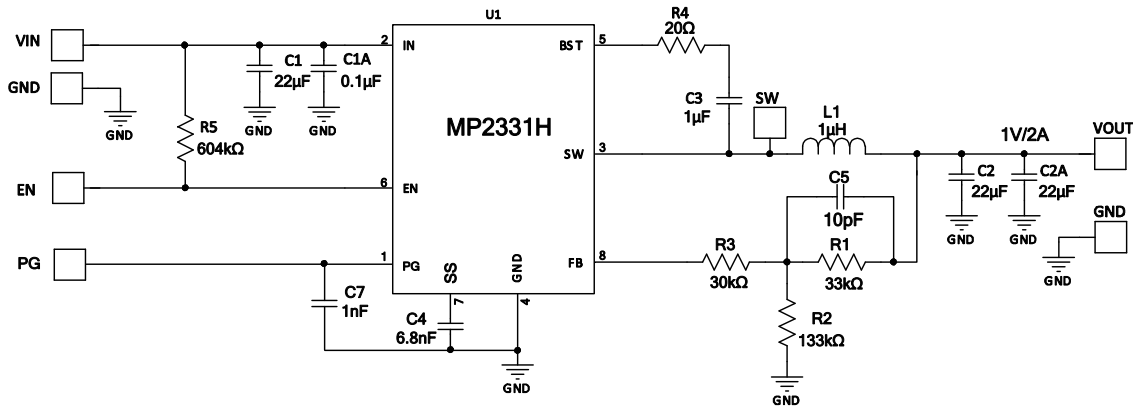 U1
VIN
2
IN
BST
5
R4
20Ω
GND
C1
22µF
C1A
0.1µF
GND
GND
GND
R5
604kΩ
MP2331H
C3
1µF
SW
L1
1µH
SW
3
1V/2A
VOUT
C2
22µF
C2A
22µF
GND
GND
EN
6
EN
C5
10pF
GND
GND
PG
1
PG
SS
GND
FB
8
R3
30kΩ
R1
33kΩ
7
4
C7
1nF
C4
6.8nF
R2
133kΩ
GND
GND